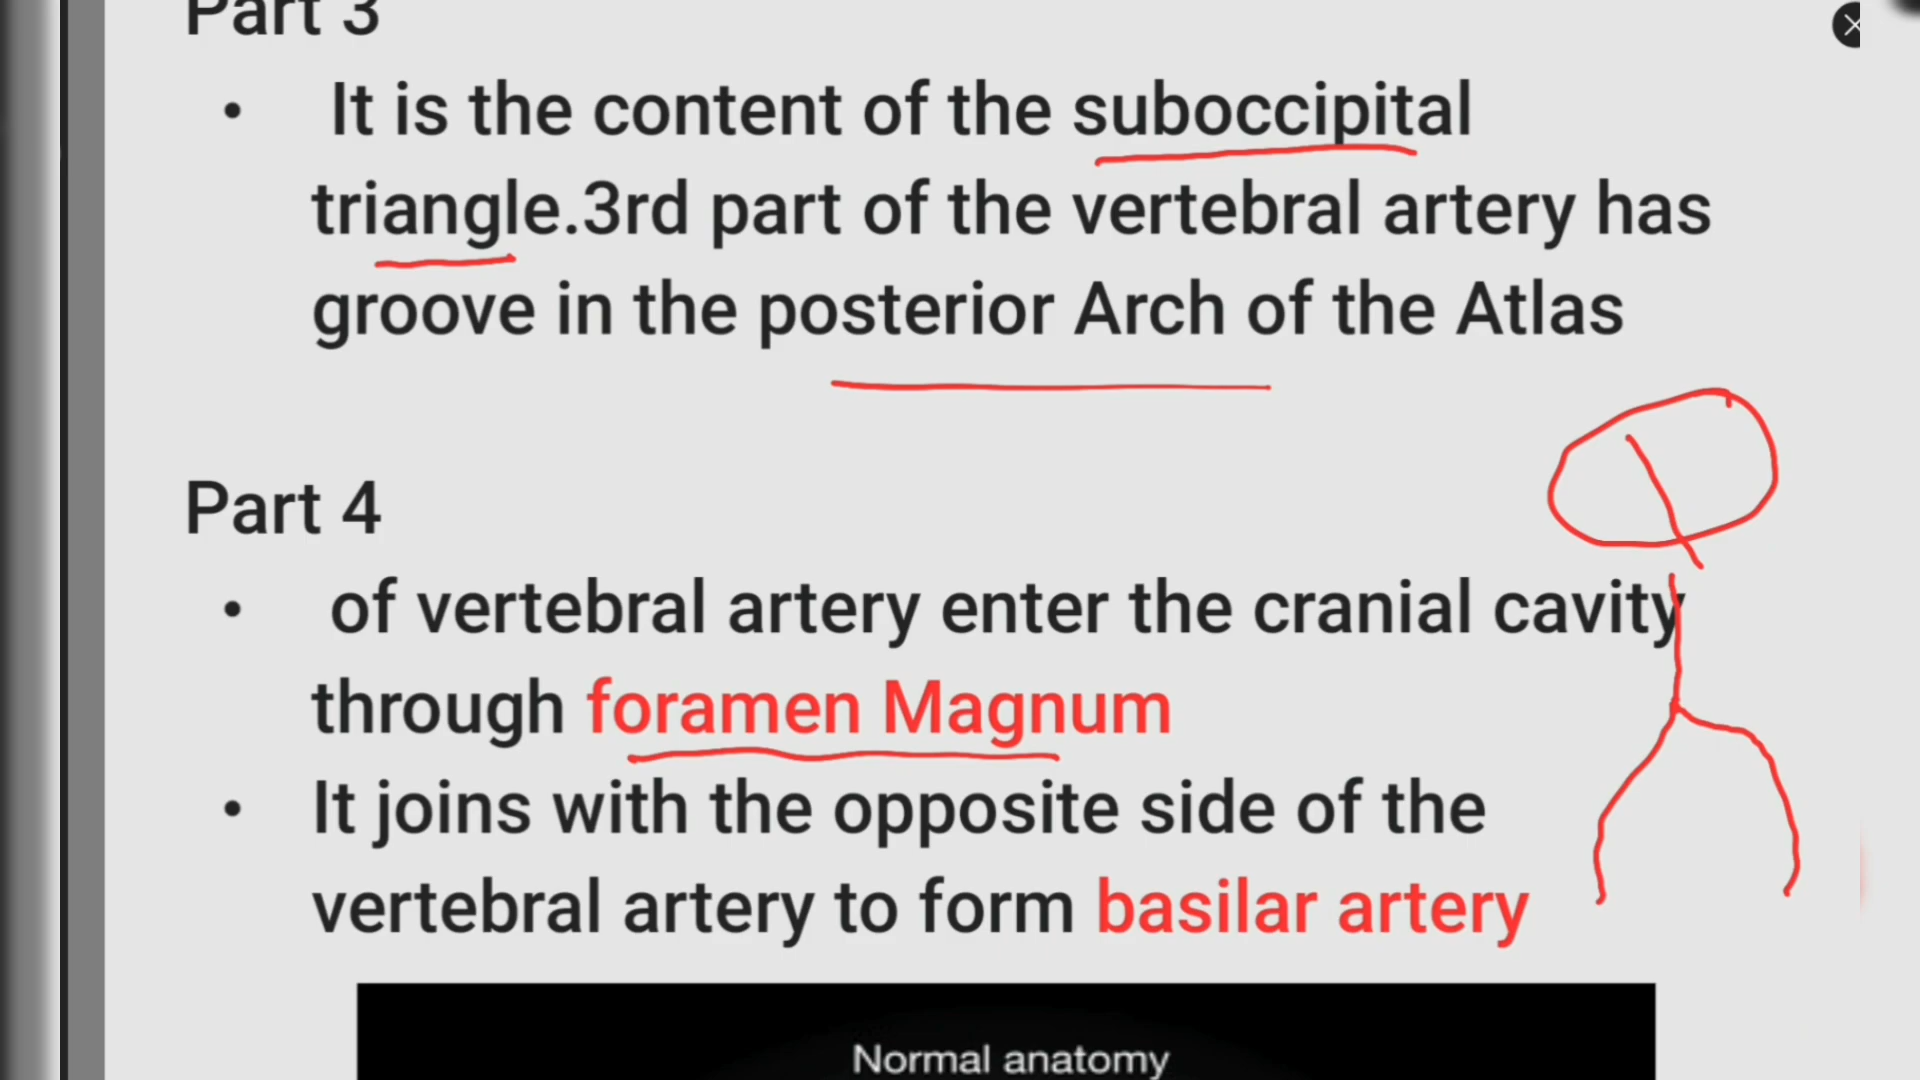 Part 3
• It is the content of the suboccipital
triangle.3rd part of the vertebral artery has
groove in the posterior Arch of the Atlas
Part 4
• of vertebral artery enter the cranial cavity
through foramen Magnum
• It joins with the opposite side of the
vertebral artery to form basilar artery
Normal anatomy